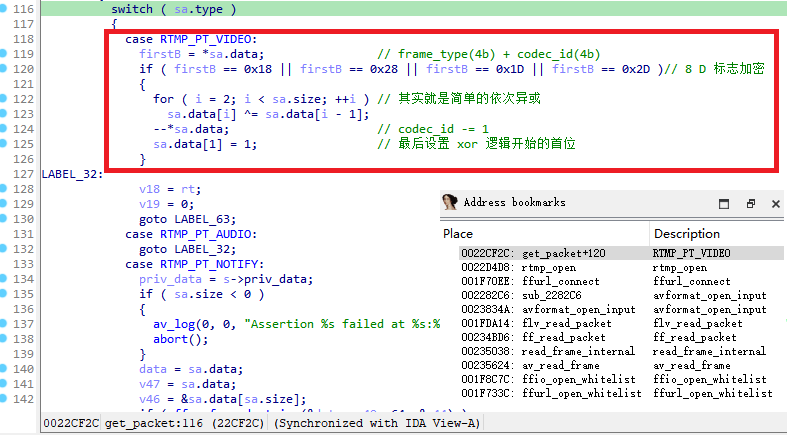 116 switch ( sa.type )
117 {
118 case RTMP_PT_VIDEO:
119 firstB = *sa.data; // frame_type(4b) + codec_id(4b)
120 if ( firstB == 0x18 || firstB == 0x28 || firstB == 0x1D || firstB == 0x2D )// 8 D 标志加密
121 {
122 for ( i = 2; i < sa.size; ++i ) // 其实就是简单的依次异或
123 sa.data[i] ^= sa.data[i - 1];
124 --*sa.data; // codec_id -= 1
125 sa.data[1] = 1; // 最后设置 xor 逻辑开始的首位
126 }
127 LABEL_32:
128 v18 = rt;
129 v19 = 0;
130 goto LABEL_63;
131 case RTMP_PT_AUDIO:
132 goto LABEL_32;
133 case RTMP_PT_NOTIFY:
134 priv_data = s->priv_data;
135 if ( sa.size < 0 )
136 {
137 av_log(0, 0, "Assertion %s failed at %s:%
138 abort();
139 }
140 data = sa.data;
141 v47 = sa.data;
142 v46 = &sa.data[sa.size];
Address bookmarks
Place Description
0022CF2C: get_packet+120 RTMP_PT_VIDEO
0022D4D8: rtmp_open rtmp_open
001F70EE: ffurl_connect ffurl_connect
002282C6: sub_2282C6 avformat_open_input
0023834A: avformat_open_input avformat_open_input
001FDA14: flv_read_packet flv_read_packet
00234BD6: ff_read_packet ff_read_packet
00235038: read_frame_internal read_frame_internal
00235624: av_read_frame av_read_frame
001F8C7C: ffio_open_whitelist ffio_open_whitelist
001F733C: ffurl_open_whitelist ffurl_open_whitelist
0022CF2C get_packet:116 (22CF2C) (Synchronized with IDA View-A)